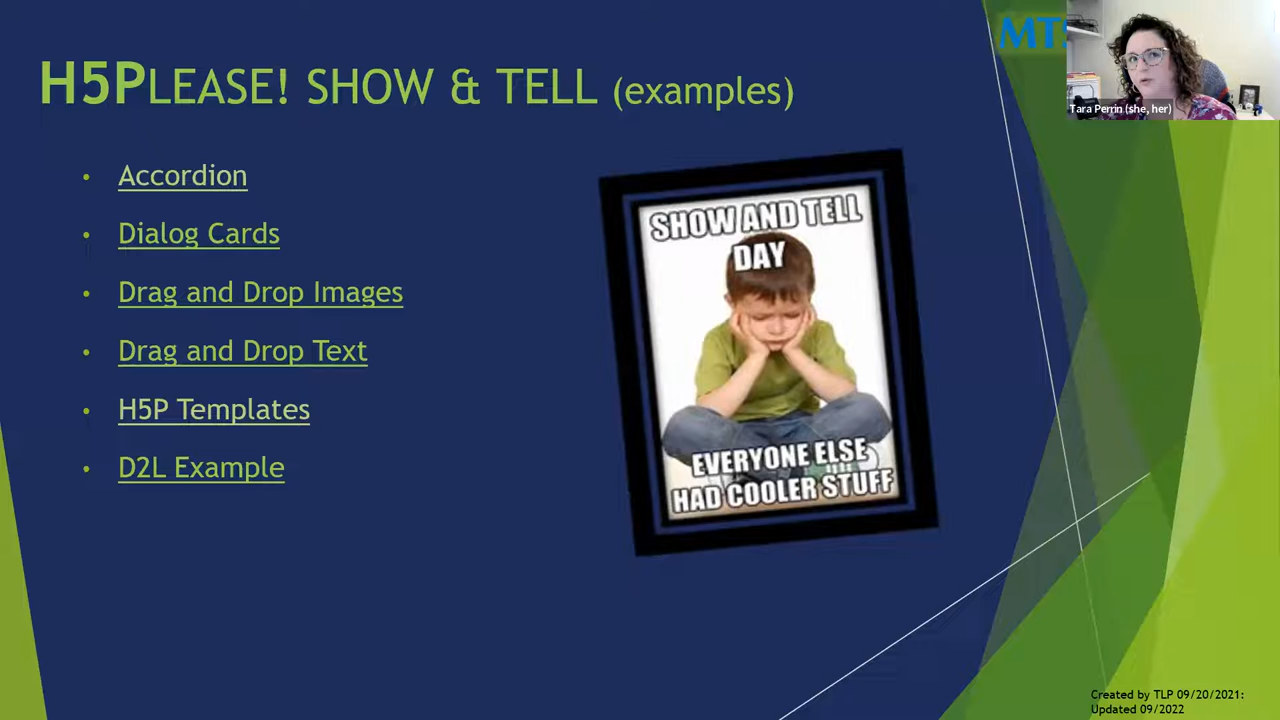 H5PLEASE! SHOW & TELL (examples)
MT
Tara Perrin (she, her)
• Accordion
• Dialog Cards
• Drag and Drop Images
• Drag and Drop Text
• H5P Templates
• D2L Example
SHOW AND TELL
DAY
EVERYONE ELSE
HAD COOLER STUFF
Created by TLP 09/20/2021:
Updated 09/2022